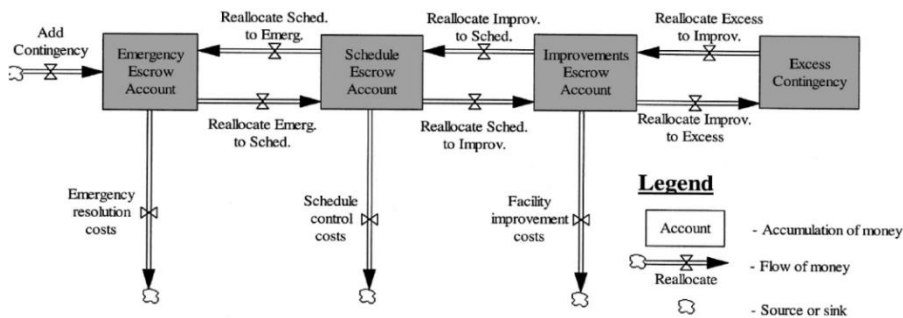 Add
Contingency
Reallocate Sched.
to Emerg.
Reallocate Improv.
to Sched.
Reallocate Excess
to Improv.
Emergency
Escrow
Account
Schedule
Escrow
Account
Improvements
Escrow
Account
Excess
Contingency
Reallocate Emerg.
to Sched.
Reallocate Sched.
to Improv.
Reallocate Improv.
to Excess
Emergency
resolution
costs
Schedule
control
costs
Facility
improvement
costs
Legend
Account
- Accumulation of money
Reallocate
- Flow of money
- Source or sink